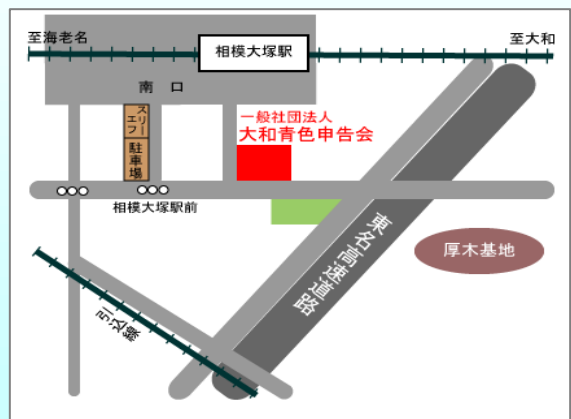 至海老名
至大和
相模大塚駅
南 口
スリー
エフ
駐車場
一般社団法人
大和青色申告会
相模大塚駅前
東名高速道路
厚木基地
引込線